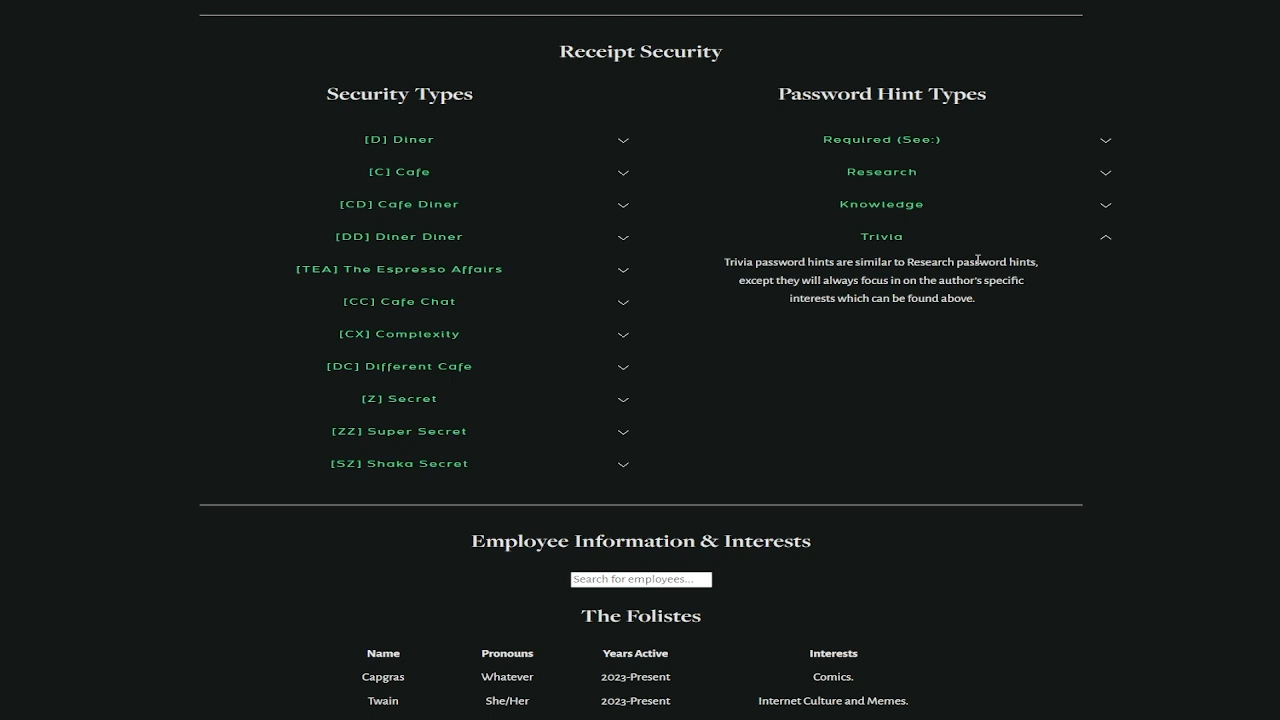 Receipt Security
Security Types
[D] Diner
[C] Cafe
[CD] Cafe Diner
[DD] Diner Diner
[TEA] The Espresso Affairs
[CC] Cafe Chat
[CX] Complexity
[DC] Different Cafe
[Z] Secret
[ZZ] Super Secret
[SZ] Shaka Secret
Password Hint Types
Required (See:)
Research
Knowledge
Trivia
Trivia password hints are similar to Research password hints,
except they will always focus in on the author's specific
interests which can be found above.
Employee Information & Interests
Search for employees...
The Folistes
Name Pronouns Years Active Interests
Capgras Whatever 2023-Present Comics.
Twain She/Her 2023-Present Internet Culture and Memes.